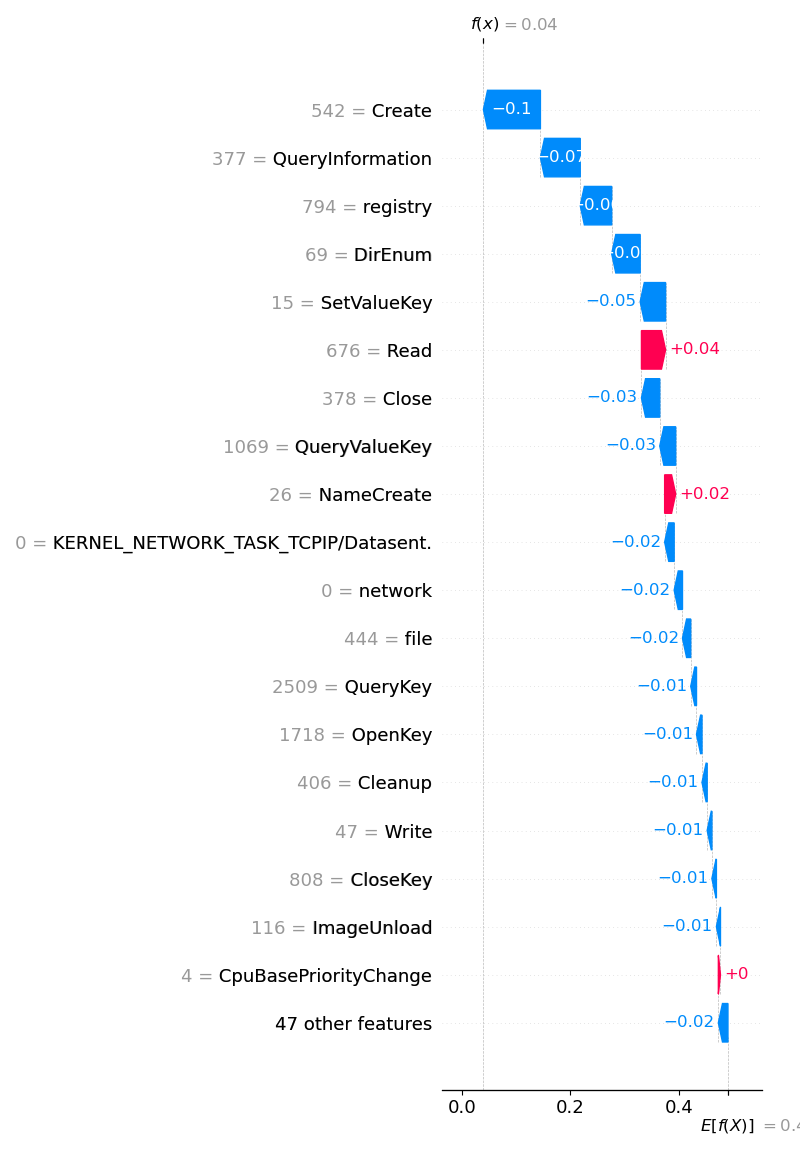 f(x) = 0.04
542 = Create −0.1
377 = QueryInformation −0.07
794 = registry
69 = DirEnum
15 = SetValueKey −0.05
676 = Read +0.04
378 = Close −0.03
1069 = QueryValueKey −0.03
26 = NameCreate +0.02
0 = KERNEL_NETWORK_TASK_TCPIP/Datasent. −0.02
0 = network −0.02
444 = file −0.02
2509 = QueryKey −0.01
1718 = OpenKey −0.01
406 = Cleanup −0.01
47 = Write −0.01
808 = CloseKey −0.01
116 = ImageUnload −0.01
4 = CpuBasePriorityChange +0
47 other features −0.02
0.0 0.2 0.4
E[f(X)] =